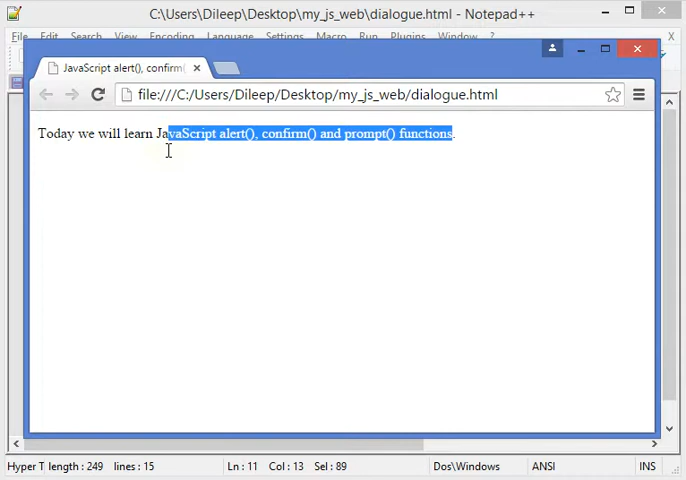 C:\Users\Dileep\Desktop\my_js_web\dialogue.html - Notepad++
File Edit Search View Encoding Language Settings Macro Run Plugins Window ? X
JavaScript alert(), confirm(
file:///C:/Users/Dileep/Desktop/my_js_web/dialogue.html
Today we will learn JavaScript alert(), confirm() and prompt() functions.
Hyper T length : 249 lines : 15 Ln : 11 Col : 13 Sel : 89 Dos\Windows ANSI INS